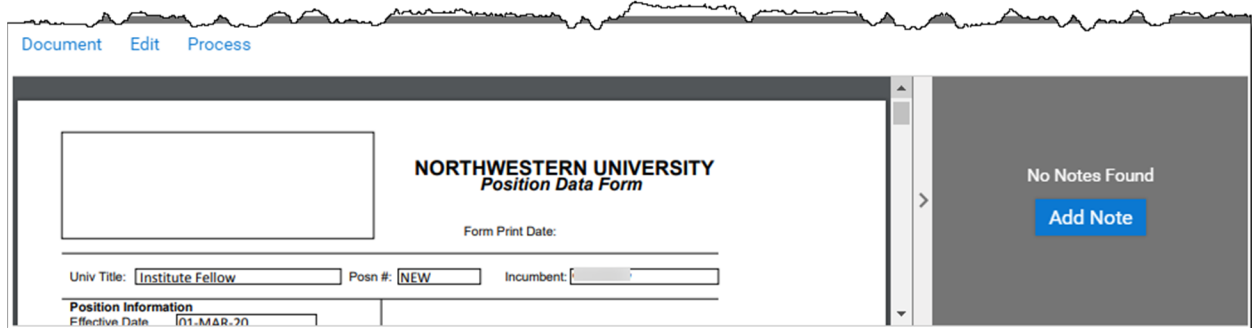 Document Edit Process
NORTHWESTERN UNIVERSITY
Position Data Form
No Notes Found
Add Note
Form Print Date:
Univ Title: Institute Fellow Posn #: NEW Incumbent:
Position Information
Effective Date 01-MAR-20